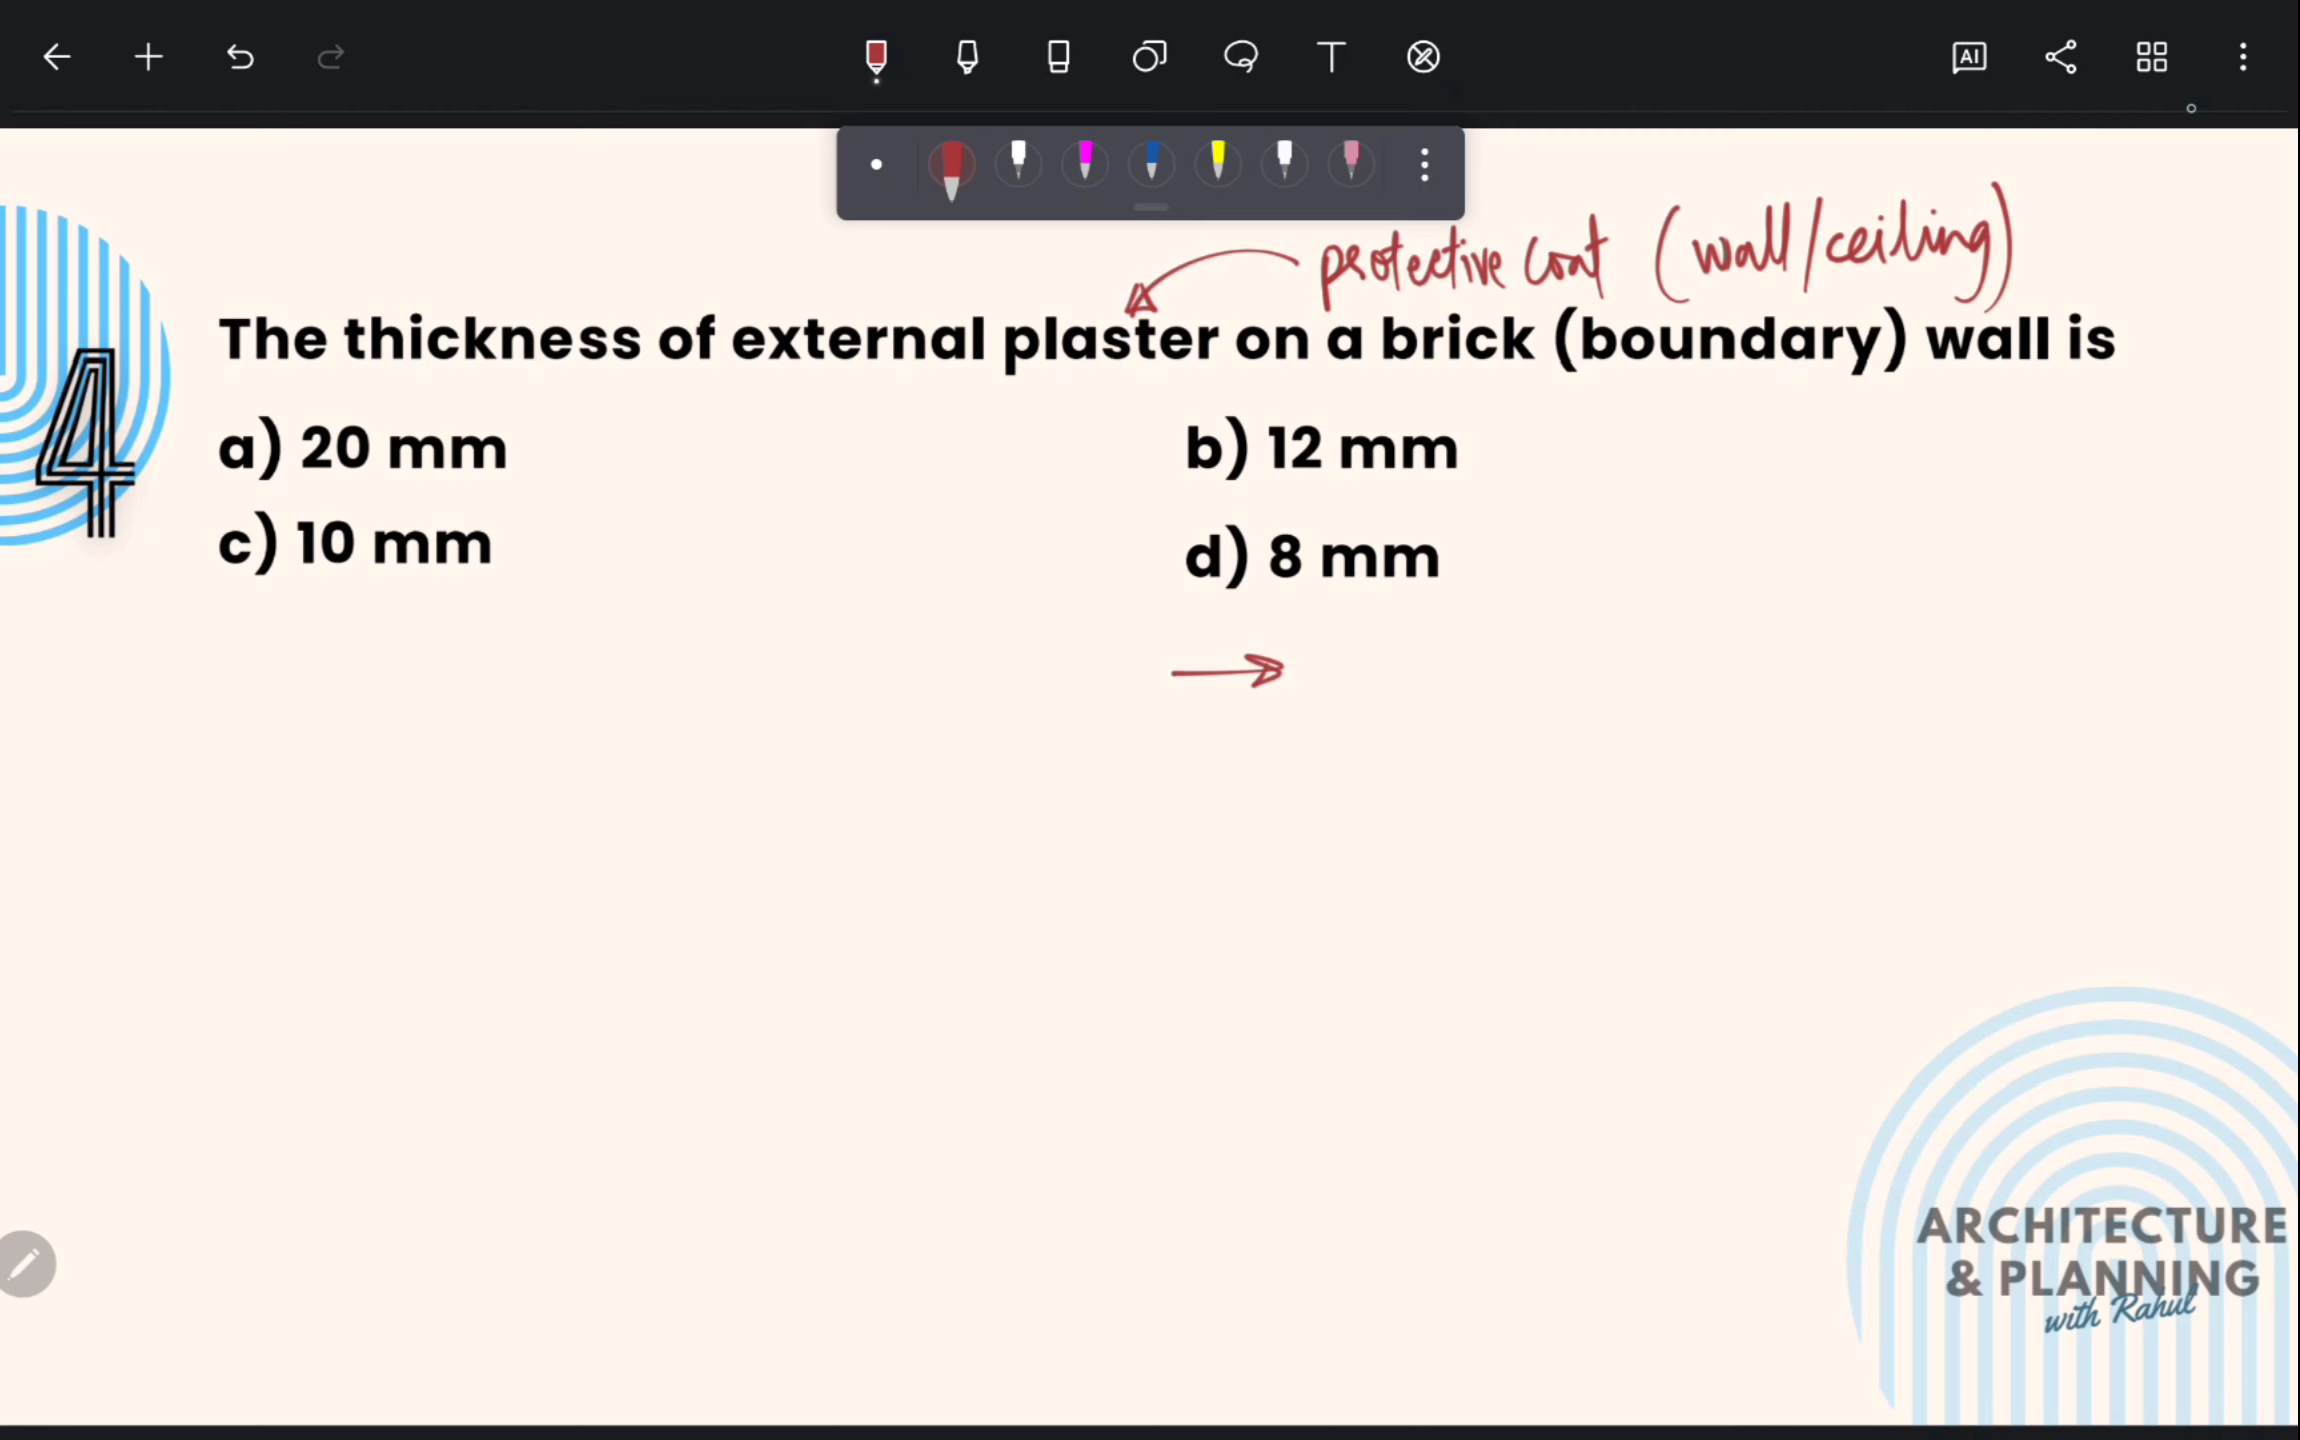 AI
protective coat (wall/ceiling)
4
The thickness of external plaster on a brick (boundary) wall is
a) 20 mm
b) 12 mm
c) 10 mm
d) 8 mm
ARCHITECTURE
& PLANNING
with Rahul